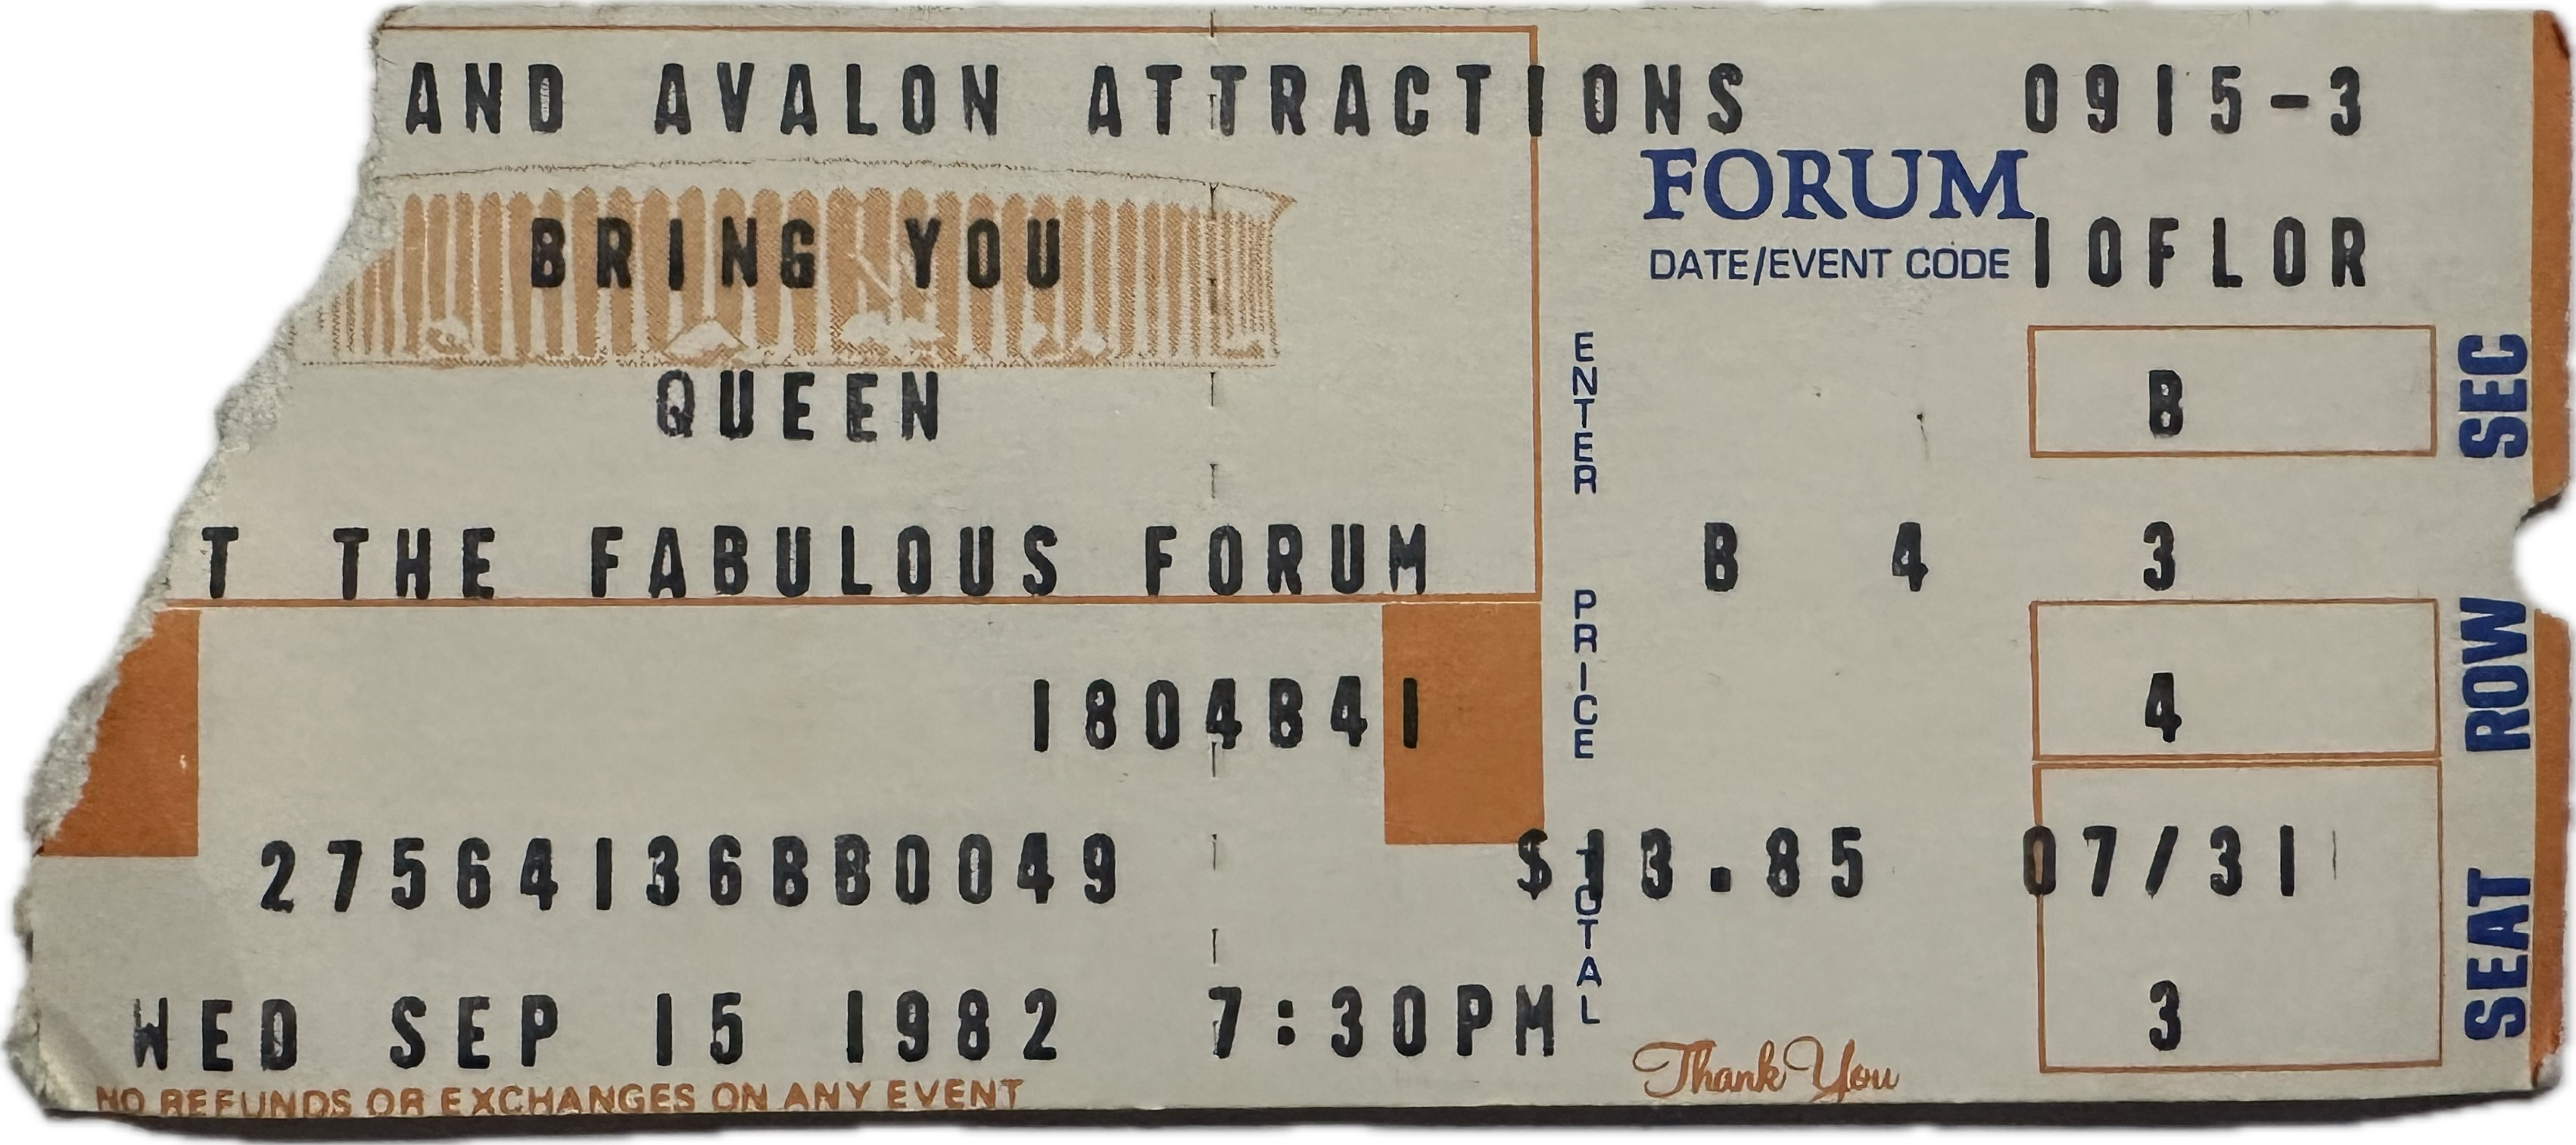 AND AVALON ATTRACTIONS 0915-3
FORUM
BRING YOU
DATE/EVENT CODE 10FLOR
QUEEN
ENTER
B
SEC
T THE FABULOUS FORUM
B 4 3
PRICE
1804B41
4
ROW
27564136BB0049
$13.85 07/31
TOTAL
WED SEP 15 1982 7:30PM
3
SEAT
NO REFUNDS OR EXCHANGES ON ANY EVENT
Thank You